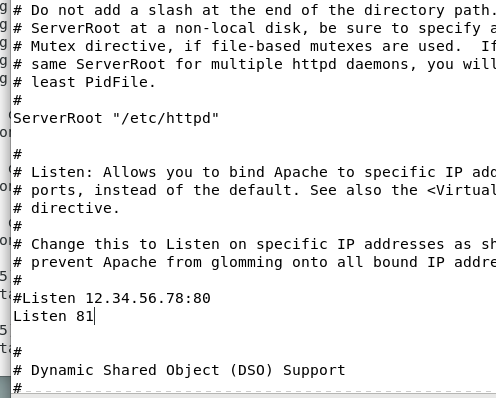 # Do not add a slash at the end of the directory path.
# ServerRoot at a non-local disk, be sure to specify a
# Mutex directive, if file-based mutexes are used. If
# same ServerRoot for multiple httpd daemons, you will
# least PidFile.
#
ServerRoot "/etc/httpd"
#
# Listen: Allows you to bind Apache to specific IP add
# ports, instead of the default. See also the <Virtual
# directive.
#
# Change this to Listen on specific IP addresses as sh
# prevent Apache from glomming onto all bound IP addre
#
#Listen 12.34.56.78:80
Listen 81
#
# Dynamic Shared Object (DSO) Support
#